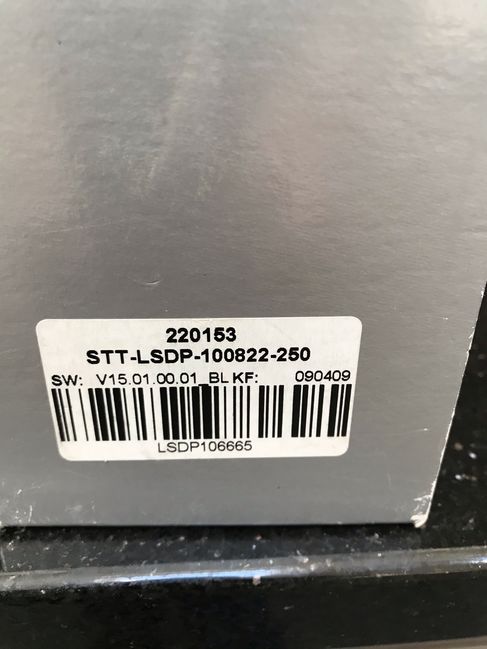 220153
STT-LSDP-100822-250
SW: V15.01.00.01_BL KF: 090409
LSDP106665